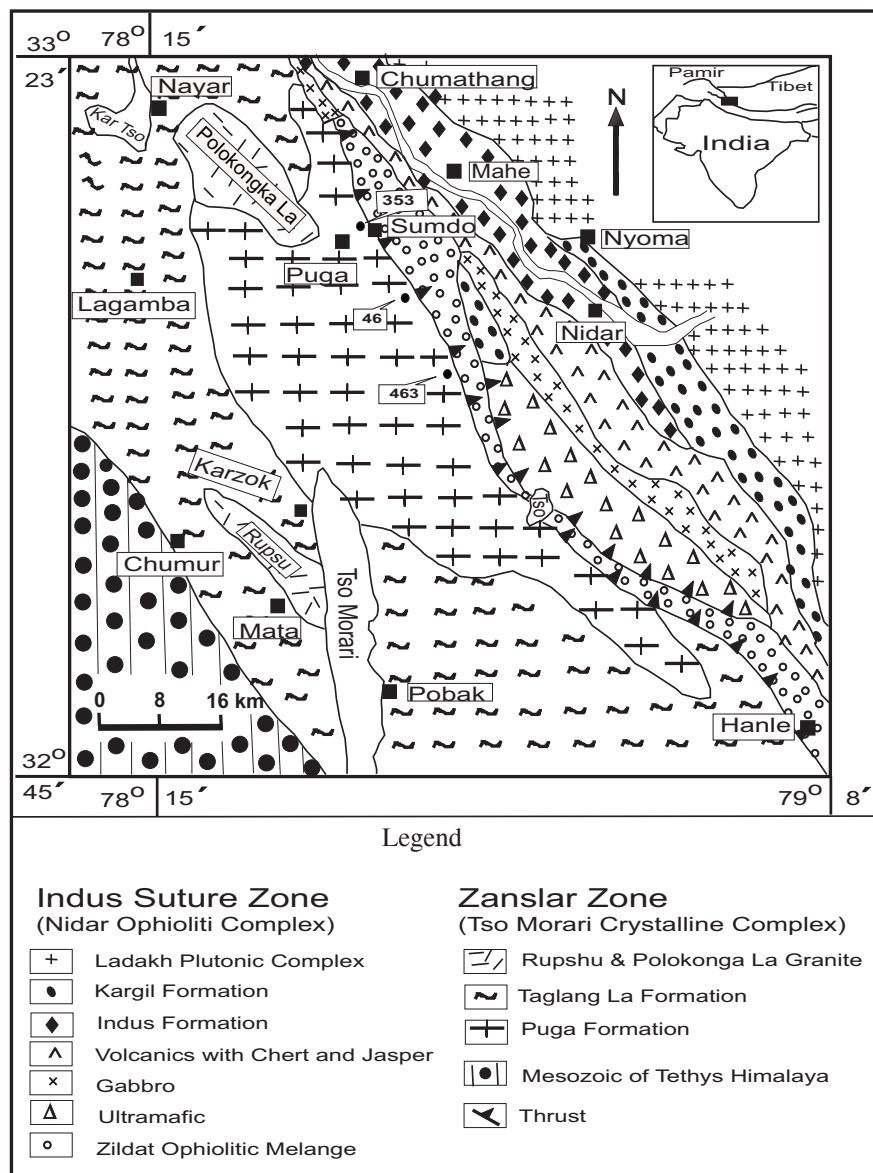 33° 78° 15´
23´
Nayar
Chumathang
Kar Tso
Polokongka La
N
Pamir
Tibet
India
Mahe
353
Sumdo
Nyoma
Puga
Lagamba
46
Nidar
463
Karzok
Tso
Rupsu
Chumur
Tso Morari
Mata
0 8 16 km
Pobak
Hanle
32°
45´ 78° 15´ 79° 8´
Legend
Indus Suture Zone
(Nidar Ophioliti Complex)
Ladakh Plutonic Complex
Kargil Formation
Indus Formation
Volcanics with Chert and Jasper
Gabbro
Ultramafic
Zildat Ophiolitic Melange
Zanslar Zone
(Tso Morari Crystalline Complex)
Rupshu & Polokonga La Granite
Taglang La Formation
Puga Formation
Mesozoic of Tethys Himalaya
Thrust